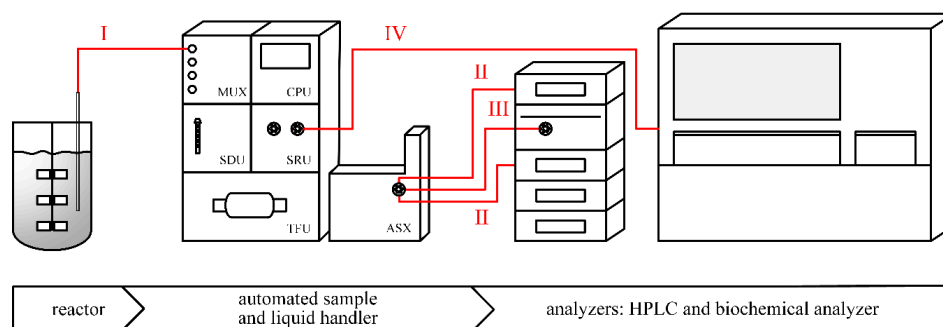 I
IV
II
III
MUX
CPU
SDU
SRU
II
TFU
ASX
reactor
automated sample
and liquid handler
analyzers: HPLC and biochemical analyzer